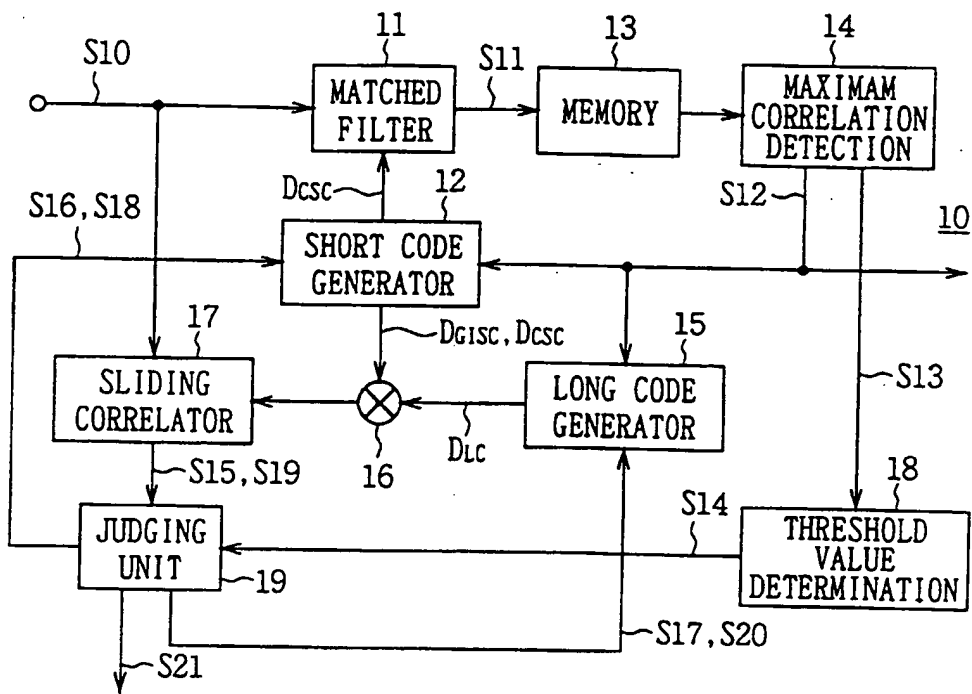 11
13
14
S10
S11
MATCHED
FILTER
MEMORY
MAXIMAM
CORRELATION
DETECTION
DCSC
12
S12
S16, S18
10
SHORT CODE
GENERATOR
17
DGISC, DCSC
15
S13
SLIDING
CORRELATOR
LONG CODE
GENERATOR
DLC
16
S15, S19
18
S14
JUDGING
UNIT
THRESHOLD
VALUE
DETERMINATION
19
S17, S20
S21